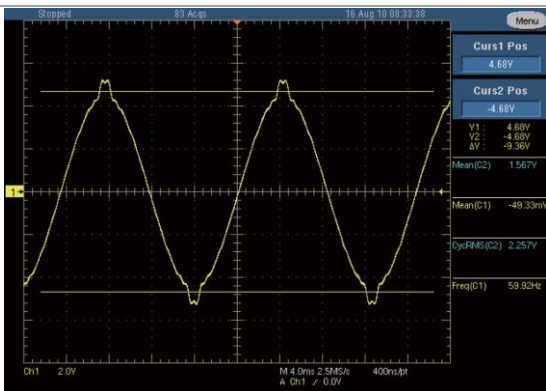 Stopped 83 Acqs 16 Aug 10 08:33:38
Menu
Curs1 Pos
4.68V
Curs2 Pos
-4.68V
V1 : 4.68V
V2 : -4.68V
ΔV : -9.36V
Mean(C2) 1.567V
Mean(C1) -49.33mV
CycRMS(C2) 2.257V
Freq(C1) 59.92Hz
1
Ch1 2.0V M 4.0ms 2.5MS/s 400ns/pt
A Ch1 / 0.0V